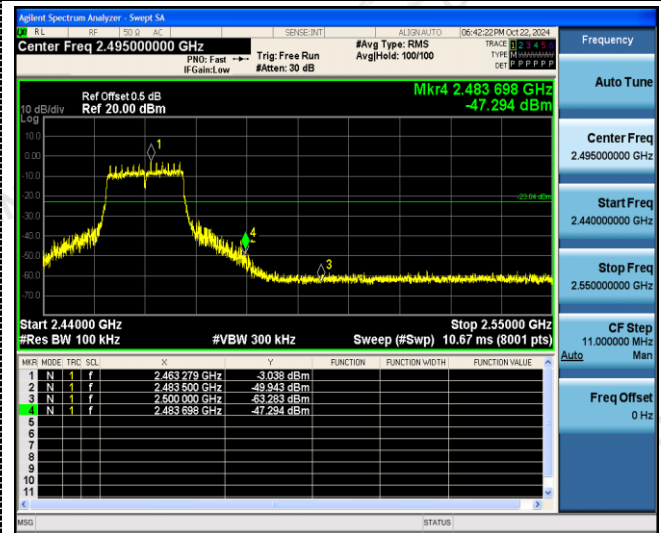 Agilent Spectrum Analyzer - Swept SA
RL RF 50 Ω AC SENSE:INT ALIGN AUTO 06:42:22 PM Oct 22, 2024
Center Freq 2.495000000 GHz
PNO: Fast
IFGain:Low
Trig: Free Run
#Atten: 30 dB
#Avg Type: RMS
Avg|Hold: 100/100
TRACE 1 2 3 4 5 6
TYPE M
DET P P P P P P
Frequency
Auto Tune
Center Freq
2.495000000 GHz
Start Freq
2.440000000 GHz
Stop Freq
2.550000000 GHz
CF Step
11.000000 MHz
Auto Man
Freq Offset
0 Hz
Ref Offset 0.5 dB
10 dB/div Ref 20.00 dBm
Log
Mkr4 2.483 698 GHz
-47.294 dBm
10.0
0.00
-10.0
-20.0
-30.0
-40.0
-50.0
-60.0
-70.0
1
4
3
-23.04 dBm
Start 2.44000 GHz Stop 2.55000 GHz
#Res BW 100 kHz #VBW 300 kHz Sweep (#Swp) 10.67 ms (8001 pts)
MKR MODE TRC SCL X Y FUNCTION FUNCTION WIDTH FUNCTION VALUE
1 N 1 f 2.463 279 GHz -3.038 dBm
2 N 1 f 2.483 500 GHz -49.943 dBm
3 N 1 f 2.500 000 GHz -63.283 dBm
4 N 1 f 2.483 698 GHz -47.294 dBm
5
6
7
8
9
10
11
MSG STATUS